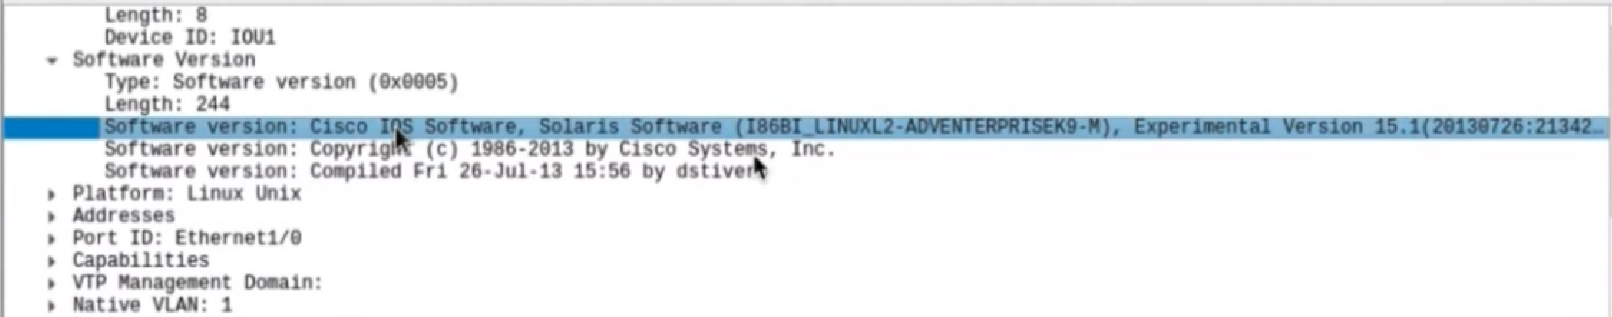 Length: 8
Device ID: IOU1
Software Version
Type: Software version (0x0005)
Length: 244
Software version: Cisco IOS Software, Solaris Software (I86BI_LINUXL2-ADVENTERPRISEK9-M), Experimental Version 15.1(20130726:21342…
Software version: Copyright (c) 1986-2013 by Cisco Systems, Inc.
Software version: Compiled Fri 26-Jul-13 15:56 by
Platform: Linux Unix
Addresses
Port ID: Ethernet1/0
Capabilities
VTP Management Domain:
Native VLAN: 1